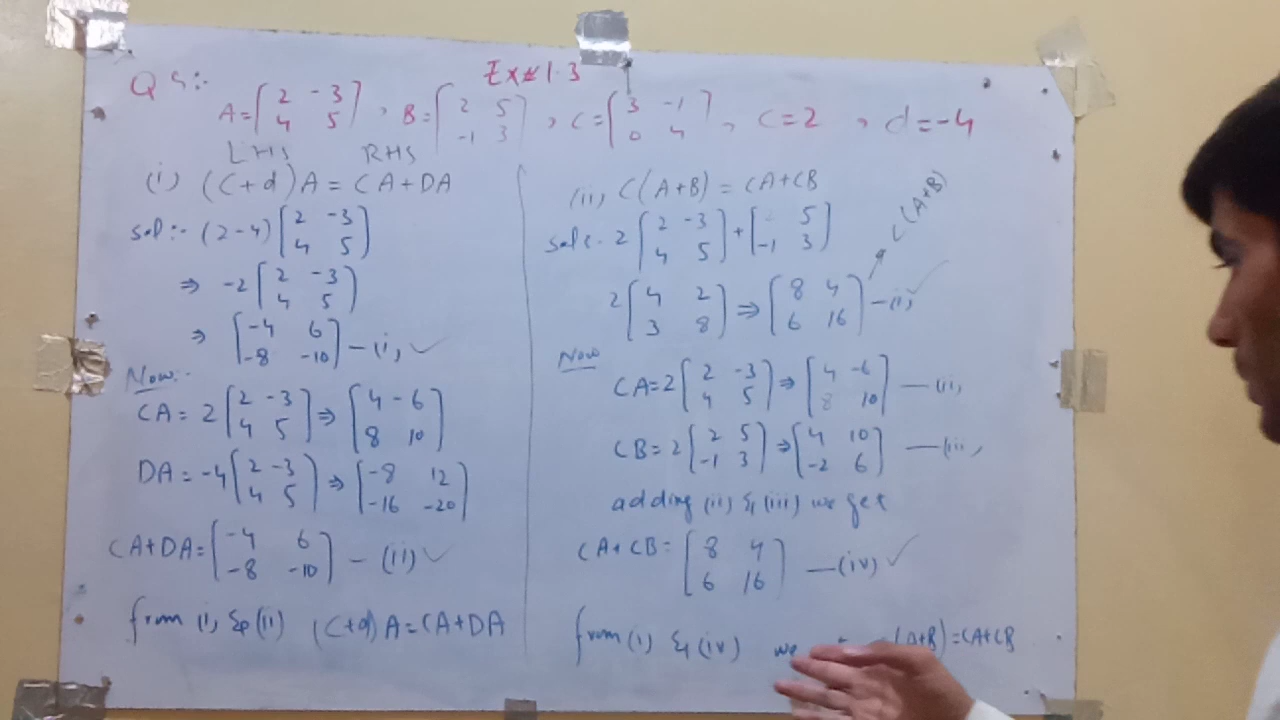 Ex# 1.3
Q 4:-
A = [2 -3; 4 5] , B = [2 5; -1 3] , C = [3 -1; 0 4] , c = 2 , d = -4
LHS RHS
(i) (C+d)A = CA+DA
sol:- (2-4) [2 -3; 4 5]
⇒ -2 [2 -3; 4 5]
⇒ [-4 6; -8 -10] — (i) ✓
Now:-
CA = 2 [2 -3; 4 5] ⇒ [4 -6; 8 10]
DA = -4 [2 -3; 4 5] ⇒ [-8 12; -16 -20]
CA+DA = [-4 6; -8 -10] — (ii) ✓
from (i) & (ii) (C+d)A = CA+DA
(ii) C(A+B) = CA+CB
sol:- 2 [2 -3; 4 5] + [ 5; -1 3]
C(A+B)
2 [4 2; 3 8] ⇒ [8 4; 6 16] — (i) ✓
Now
CA = 2 [2 -3; 4 5] ⇒ [4 -6; 8 10] — (ii)
CB = 2 [2 5; -1 3] ⇒ [4 10; -2 6] — (iii)
adding (ii) & (iii) we get
CA+CB = [8 4; 6 16] — (iv) ✓
from (i) & (iv) we (A+B) = CA+CB